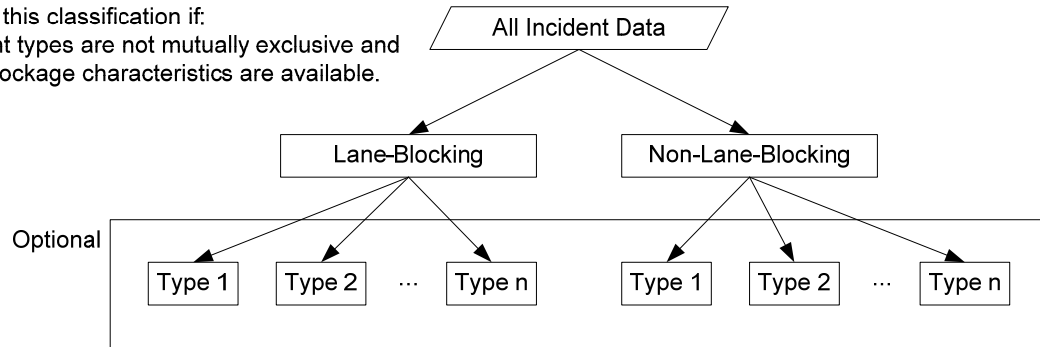 this classification if:
t types are not mutually exclusive and
ockage characteristics are available.
All Incident Data
Lane-Blocking
Non-Lane-Blocking
Optional
Type 1
Type 2
...
Type n
Type 1
Type 2
...
Type n